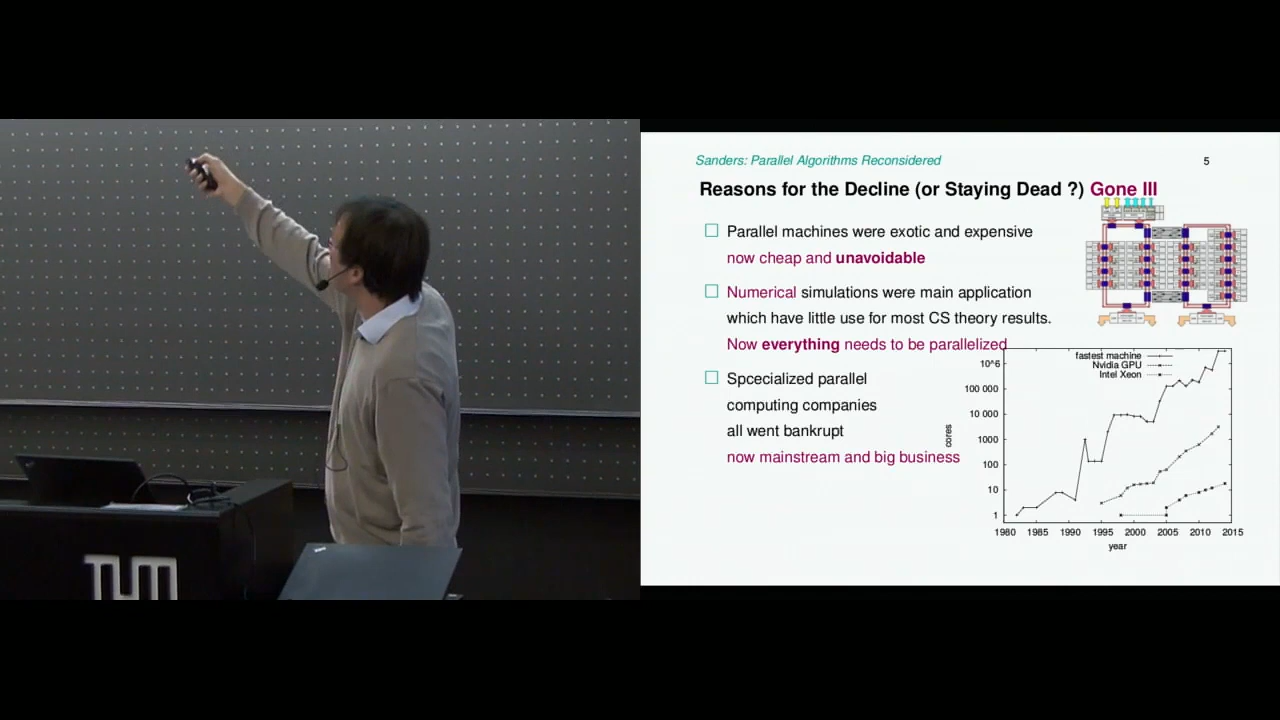 Sanders: Parallel Algorithms Reconsidered 5
Reasons for the Decline (or Staying Dead ?) Gone III
Parallel machines were exotic and expensive
now cheap and unavoidable
Numerical simulations were main application
which have little use for most CS theory results.
Now everything needs to be parallelized
Spcecialized parallel
computing companies
all went bankrupt
now mainstream and big business
fastest machine
Nvidia GPU
Intel Xeon
10^6
100 000
10 000
1000
100
10
1
cores
1980 1985 1990 1995 2000 2005 2010 2015
year
TUM